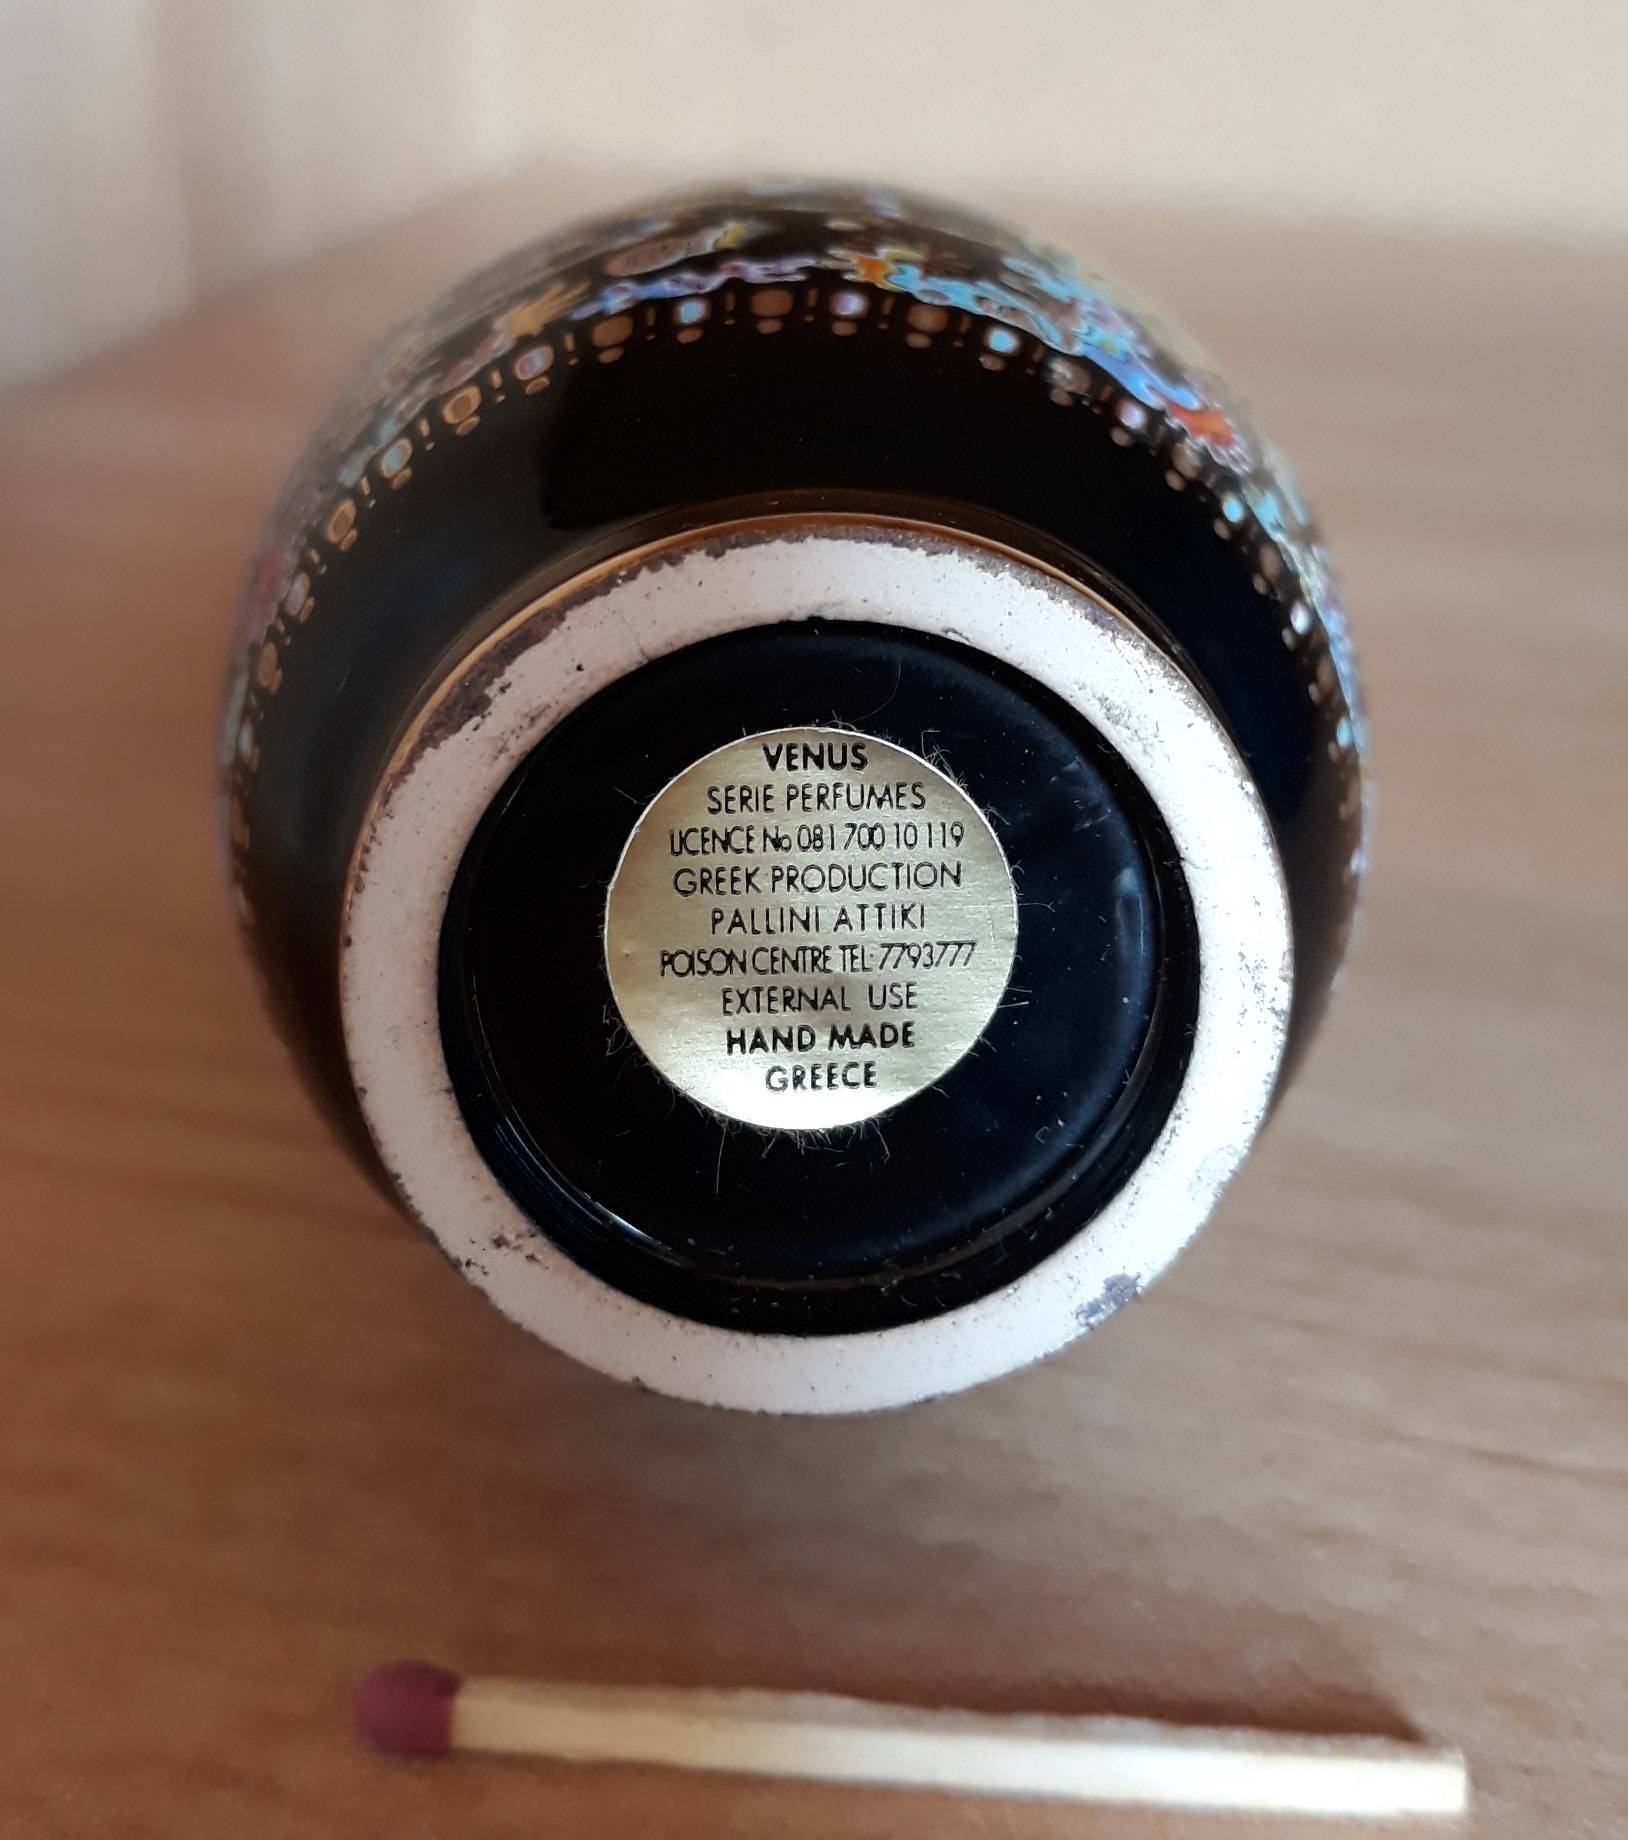 VENUS
SERIE PERFUMES
LICENCE No 081 700 10 119
GREEK PRODUCTION
PALLINI ATTIKI
POISON CENTRE TEL: 7793777
EXTERNAL USE
HAND MADE
GREECE